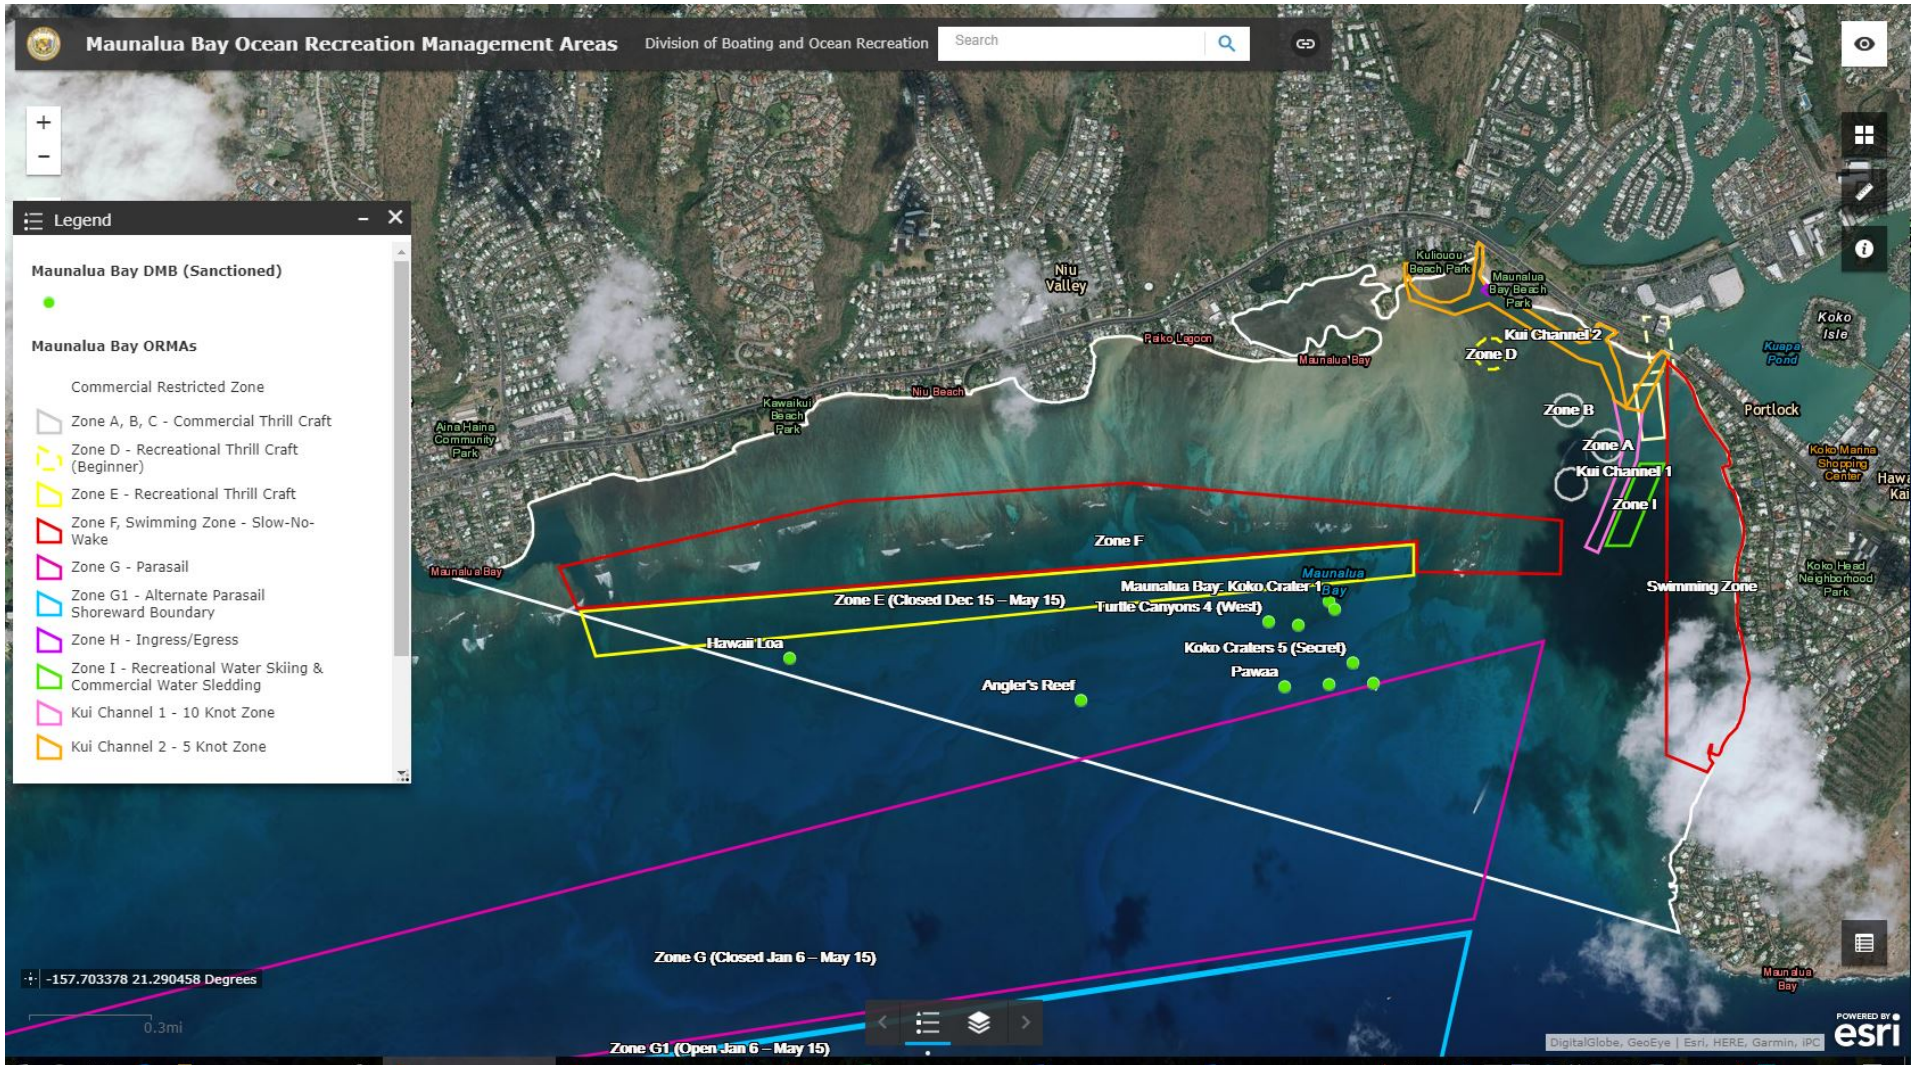 Maunalua Bay Ocean Recreation Management Areas
Division of Boating and Ocean Recreation
Search
+
−
Legend
Maunalua Bay DMB (Sanctioned)
Maunalua Bay ORMAs
Commercial Restricted Zone
Zone A, B, C - Commercial Thrill Craft
Zone D - Recreational Thrill Craft
(Beginner)
Zone E - Recreational Thrill Craft
Zone F, Swimming Zone - Slow-No-
Wake
Zone G - Parasail
Zone G1 - Alternate Parasail
Shoreward Boundary
Zone H - Ingress/Egress
Zone I - Recreational Water Skiing &
Commercial Water Sledding
Kui Channel 1 - 10 Knot Zone
Kui Channel 2 - 5 Knot Zone
Niu
Valley
Kuliouou
Beach Park
Maunalua
Bay Beach
Park
Koko
Isle
Kuapa
Pond
Paiko Lagoon
Maunalua Bay
Kui Channel 2
Zone D
Niu Beach
Kawaikui
Beach
Park
Aina Haina
Community
Park
Zone B
Portlock
Zone A
Koko Marina
Shopping
Center
Hawa
Kai
Kui Channel 1
Zone I
Zone F
Maunalua Bay
Maunalua
Bay
Koko Head
Neighborhood
Park
Maunalua Bay: Koko Crater 1
Swimming Zone
Zone E (Closed Dec 15 – May 15)
Turtle Canyons 4 (West)
Hawaii Loa
Koko Craters 5 (Secret)
Pawaa
Angler's Reef
Zone G (Closed Jan 6 – May 15)
Maunalua
Bay
-157.703378 21.290458 Degrees
0.3mi
Zone G1 (Open Jan 6 – May 15)
DigitalGlobe, GeoEye | Esri, HERE, Garmin, iPC
POWERED BY
esri